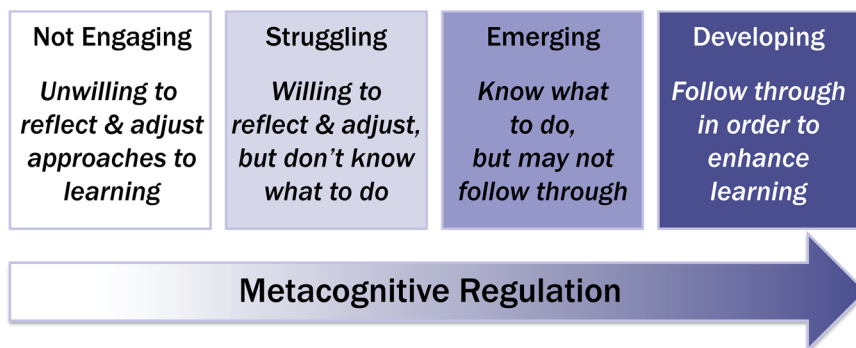 Not Engaging
Unwilling to
reflect & adjust
approaches to
learning
Struggling
Willing to
reflect & adjust,
but don't know
what to do
Emerging
Know what
to do,
but may not
follow through
Developing
Follow through
in order to
enhance
learning
Metacognitive Regulation